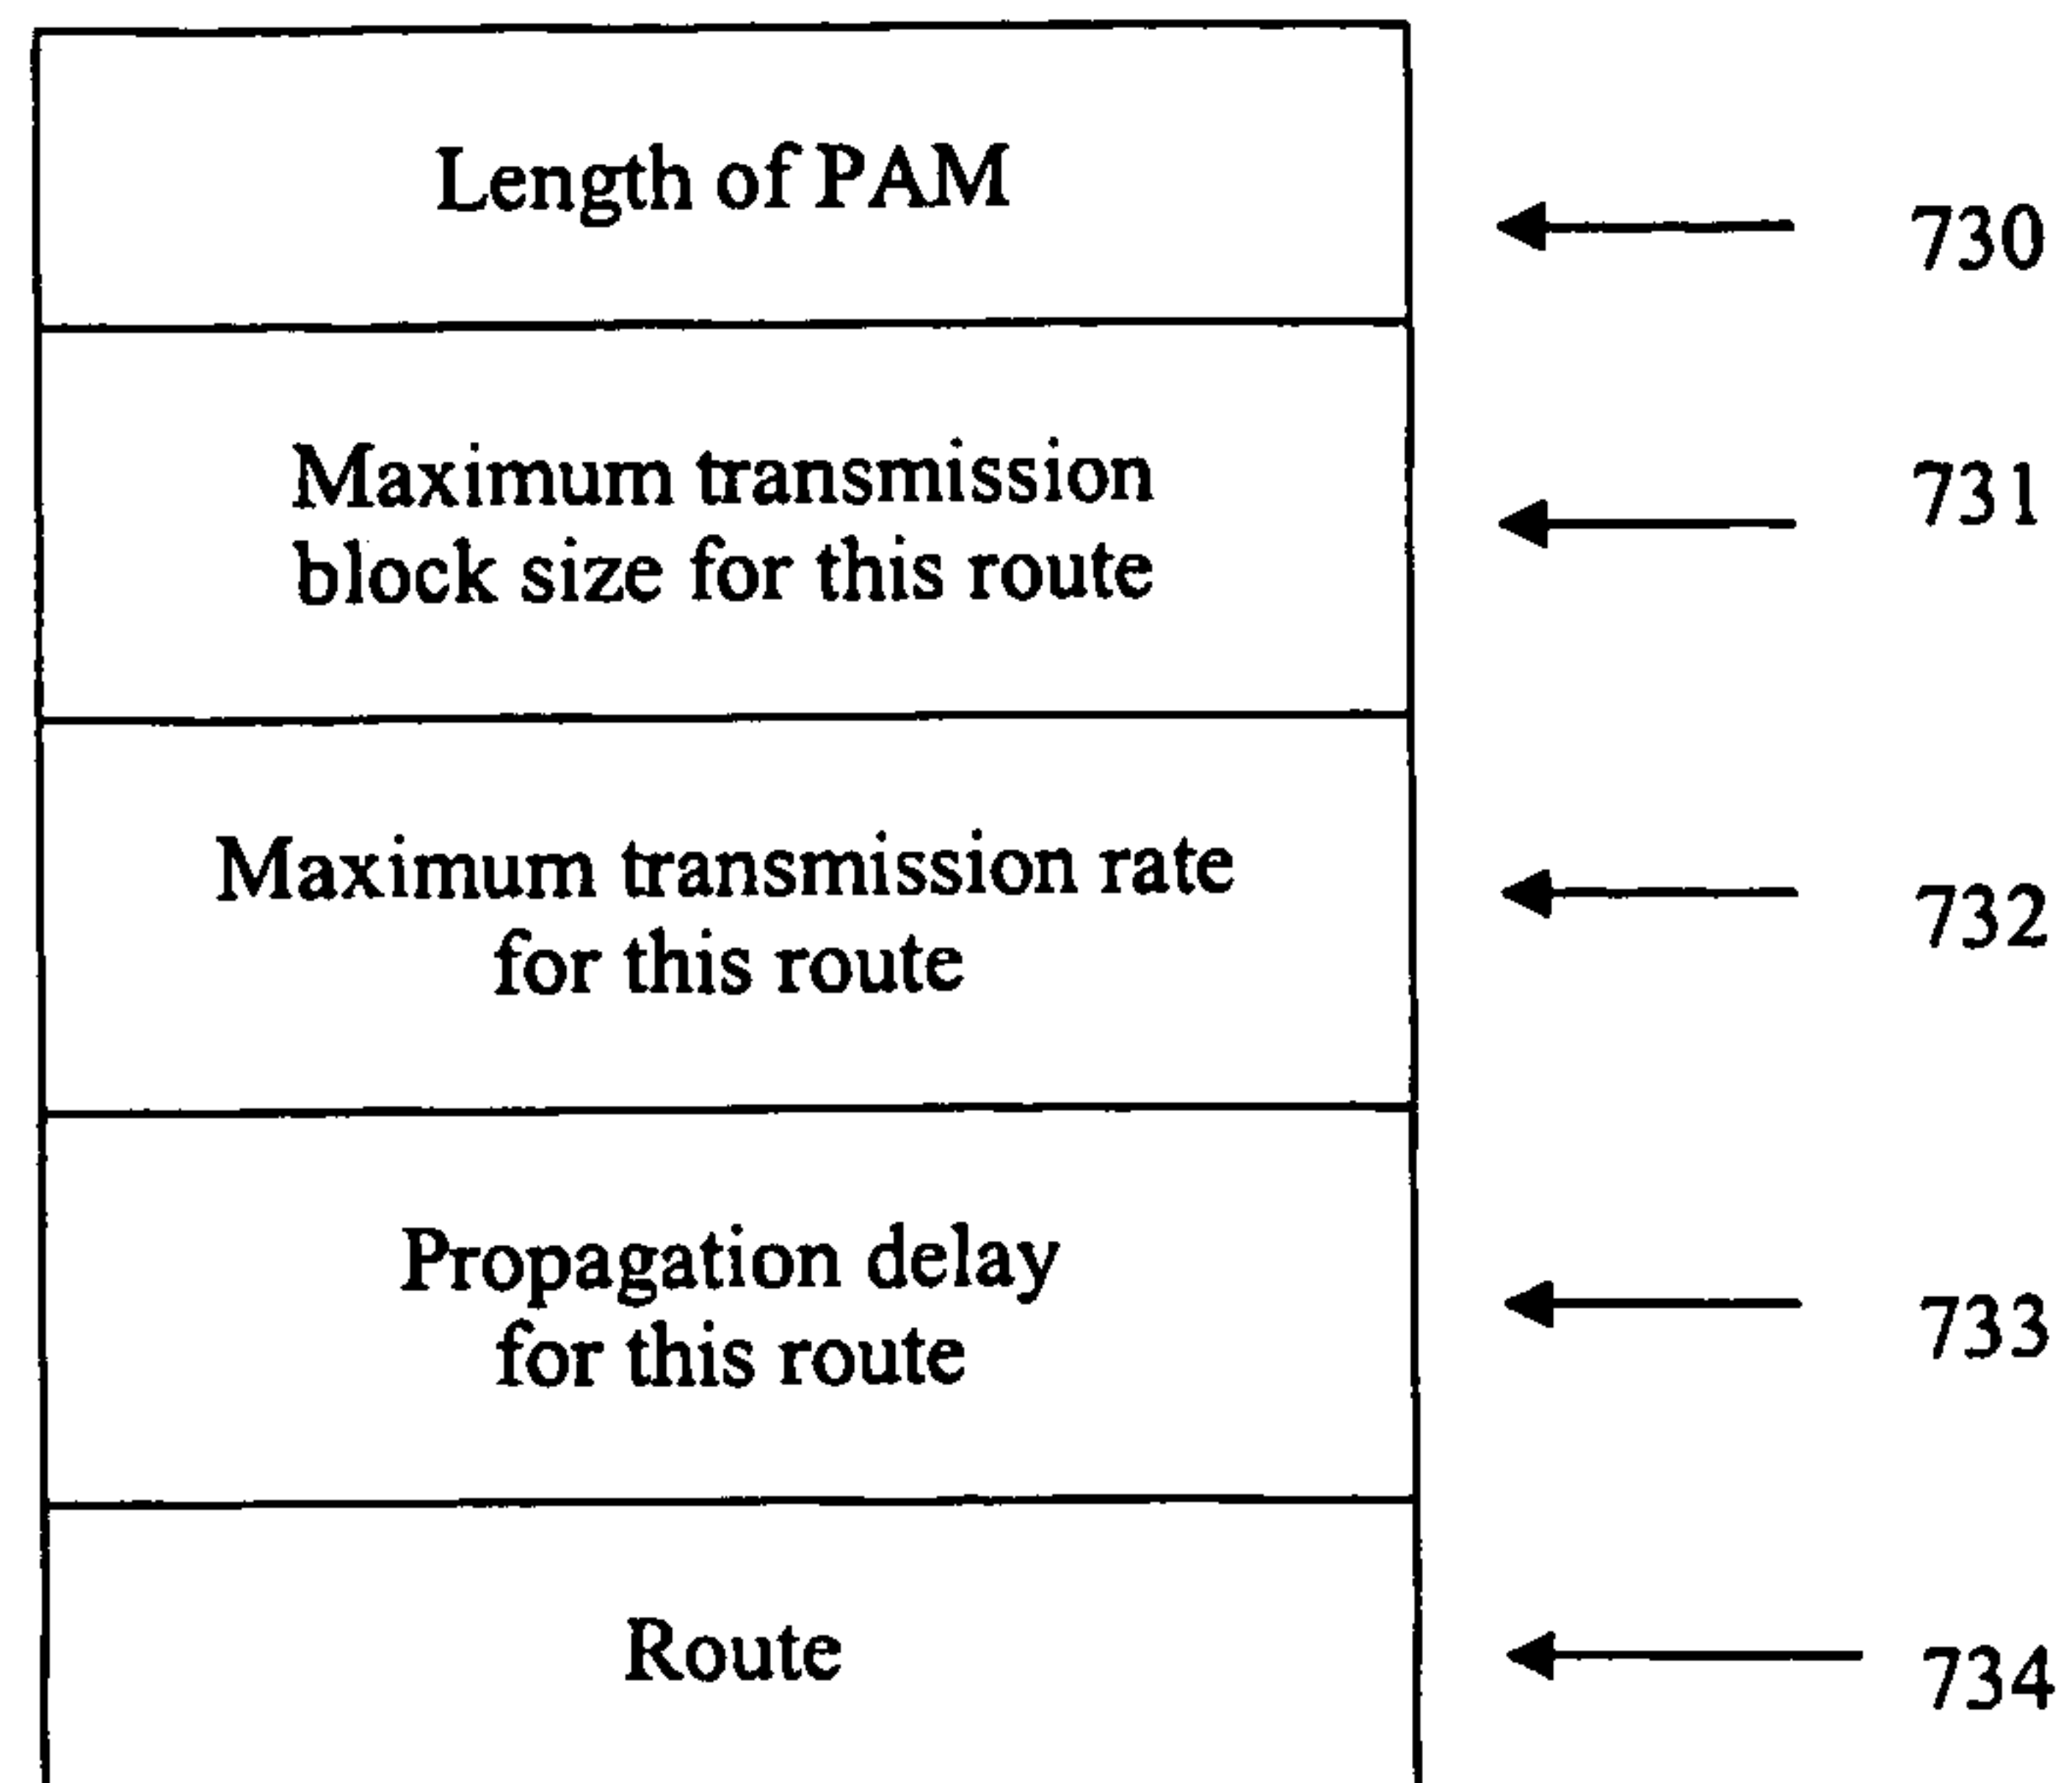 Length of PAM
730
Maximum transmission
block size for this route
731
Maximum transmission rate
for this route
732
Propagation delay
for this route
733
Route
734